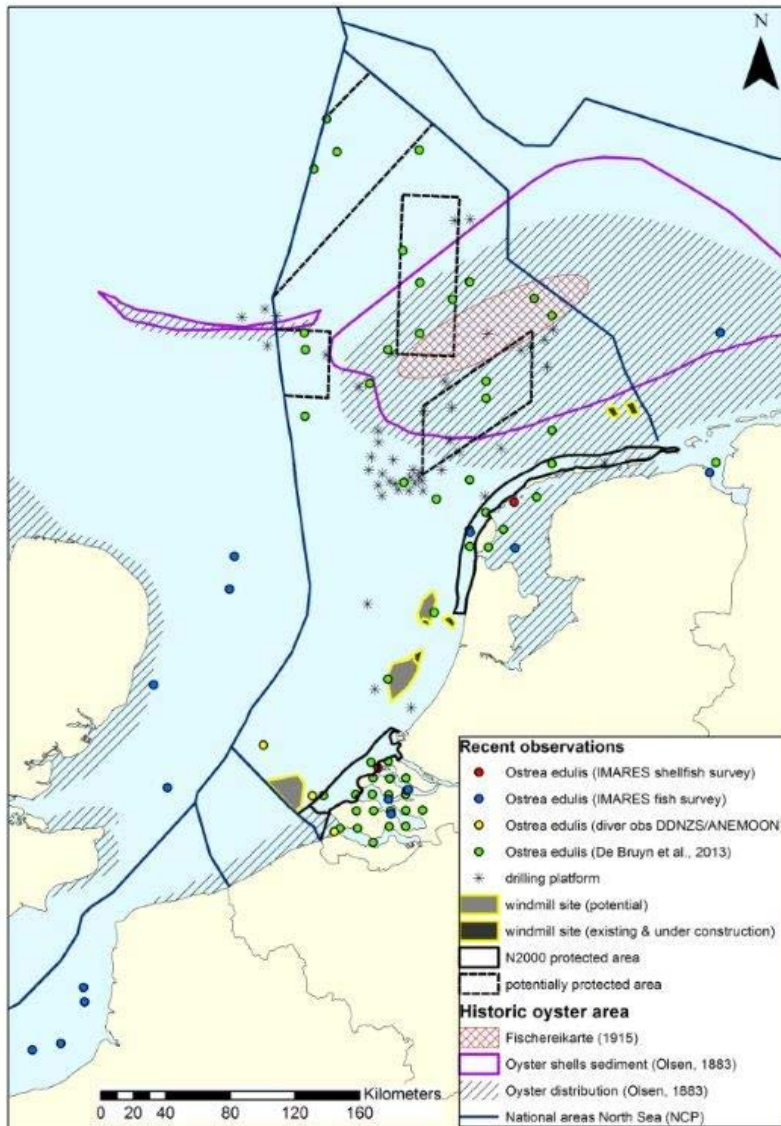 N
Recent observations
Ostrea edulis (IMARES shellfish survey)
Ostrea edulis (IMARES fish survey)
Ostrea edulis (diver obs DDNZS/ANEMOON)
Ostrea edulis (De Bruyn et al., 2013)
drilling platform
windmill site (potential)
windmill site (existing & under construction)
N2000 protected area
potentially protected area
Historic oyster area
Fischereikarte (1915)
Oyster shells sediment (Olsen, 1883)
Oyster distribution (Olsen, 1883)
National areas North Sea (NCP)
Kilometers
0 20 40 80 120 160